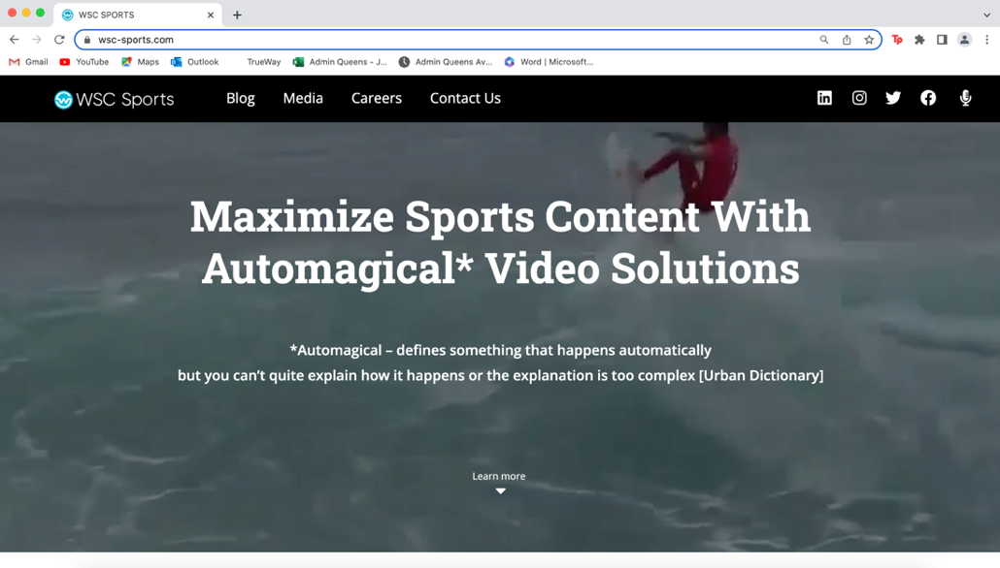 WSC SPORTS
wsc-sports.com
Tp
Gmail YouTube Maps Outlook TrueWay Admin Queens - J... Admin Queens Av... Word | Microsoft...
WSC Sports Blog Media Careers Contact Us
Maximize Sports Content With
Automagical* Video Solutions
*Automagical – defines something that happens automatically
but you can’t quite explain how it happens or the explanation is too complex [Urban Dictionary]
Learn more